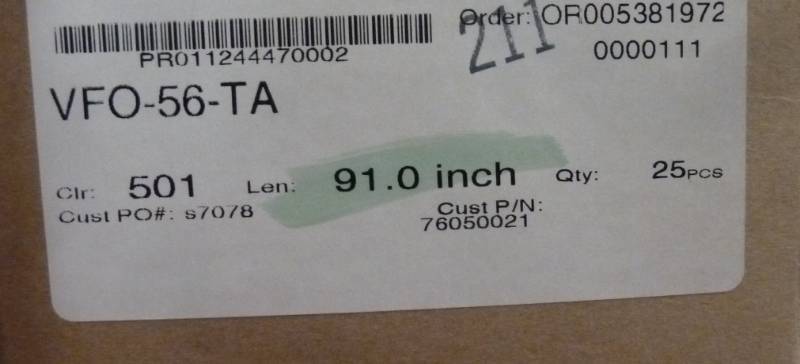 Order: OR005381972
211
0000111
PR011244470002
VFO-56-TA
Clr: 501 Len: 91.0 inch Qty: 25PCS
Cust PO#: s7078 Cust P/N:
76050021